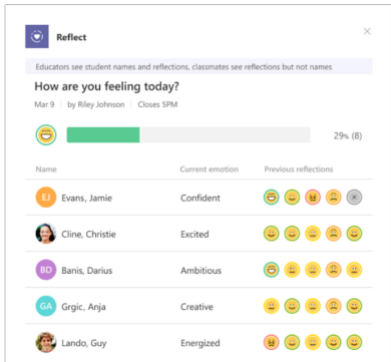 Reflect
Educators see student names and reflections, classmates see reflections but not names
How are you feeling today?
Mar 9 by Riley Johnson Closes 5PM
29% (8)
Name Current emotion Previous reflections
EJ Evans, Jamie Confident
Cline, Christie Excited
BD Banis, Darius Ambitious
GA Grgic, Anja Creative
Lando, Guy Energized